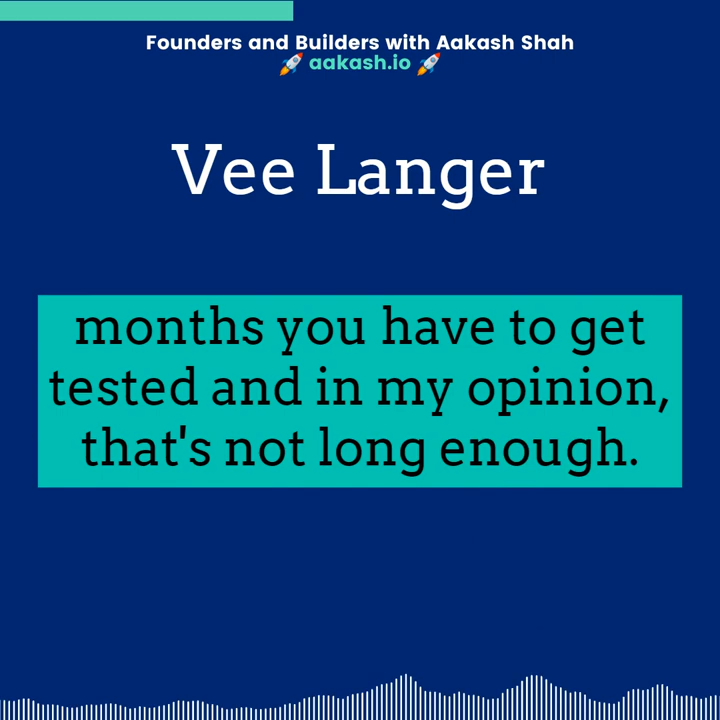 Founders and Builders with Aakash Shah
🚀 aakash.io 🚀
Vee Langer
months you have to get
tested and in my opinion,
that's not long enough.